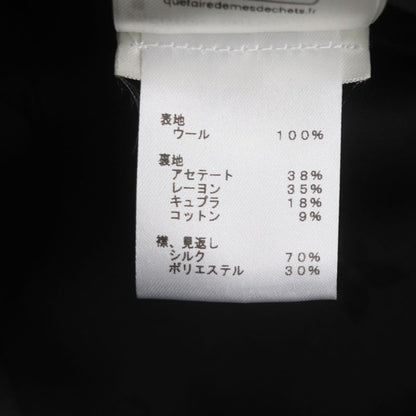 quefairedemesdechets.fr
表地
ウール 100%
裏地
アセテート 38%
レーヨン 35%
キュプラ 18%
コットン 9%
襟、見返し
シルク 70%
ポリエステル 30%